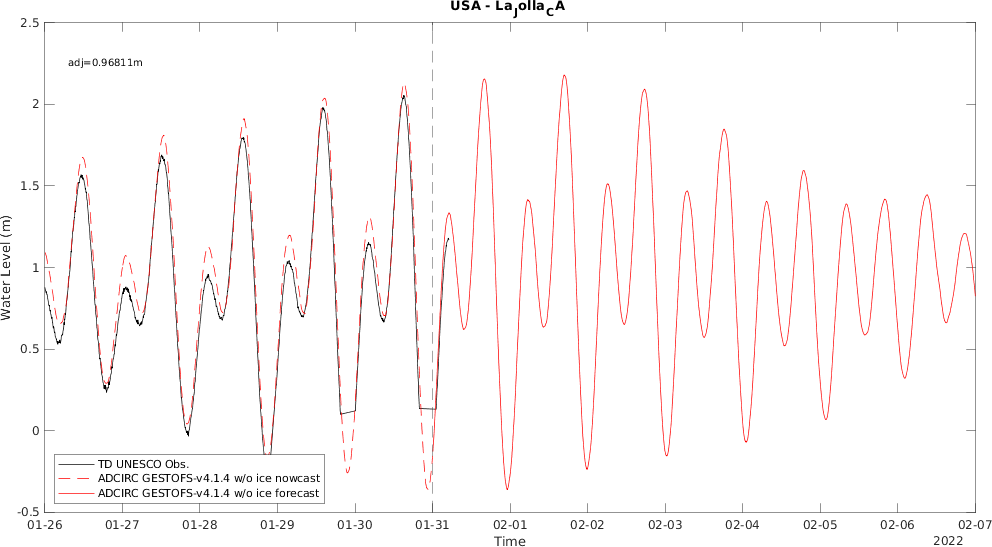 USA - LaJollaCA
adj=0.96811m
Water Level (m)
2.5
2
1.5
1
0.5
0
-0.5
TD UNESCO Obs.
ADCIRC GESTOFS-v4.1.4 w/o ice nowcast
ADCIRC GESTOFS-v4.1.4 w/o ice forecast
01-26 01-27 01-28 01-29 01-30 01-31 02-01 02-02 02-03 02-04 02-05 02-06 02-07
Time
2022